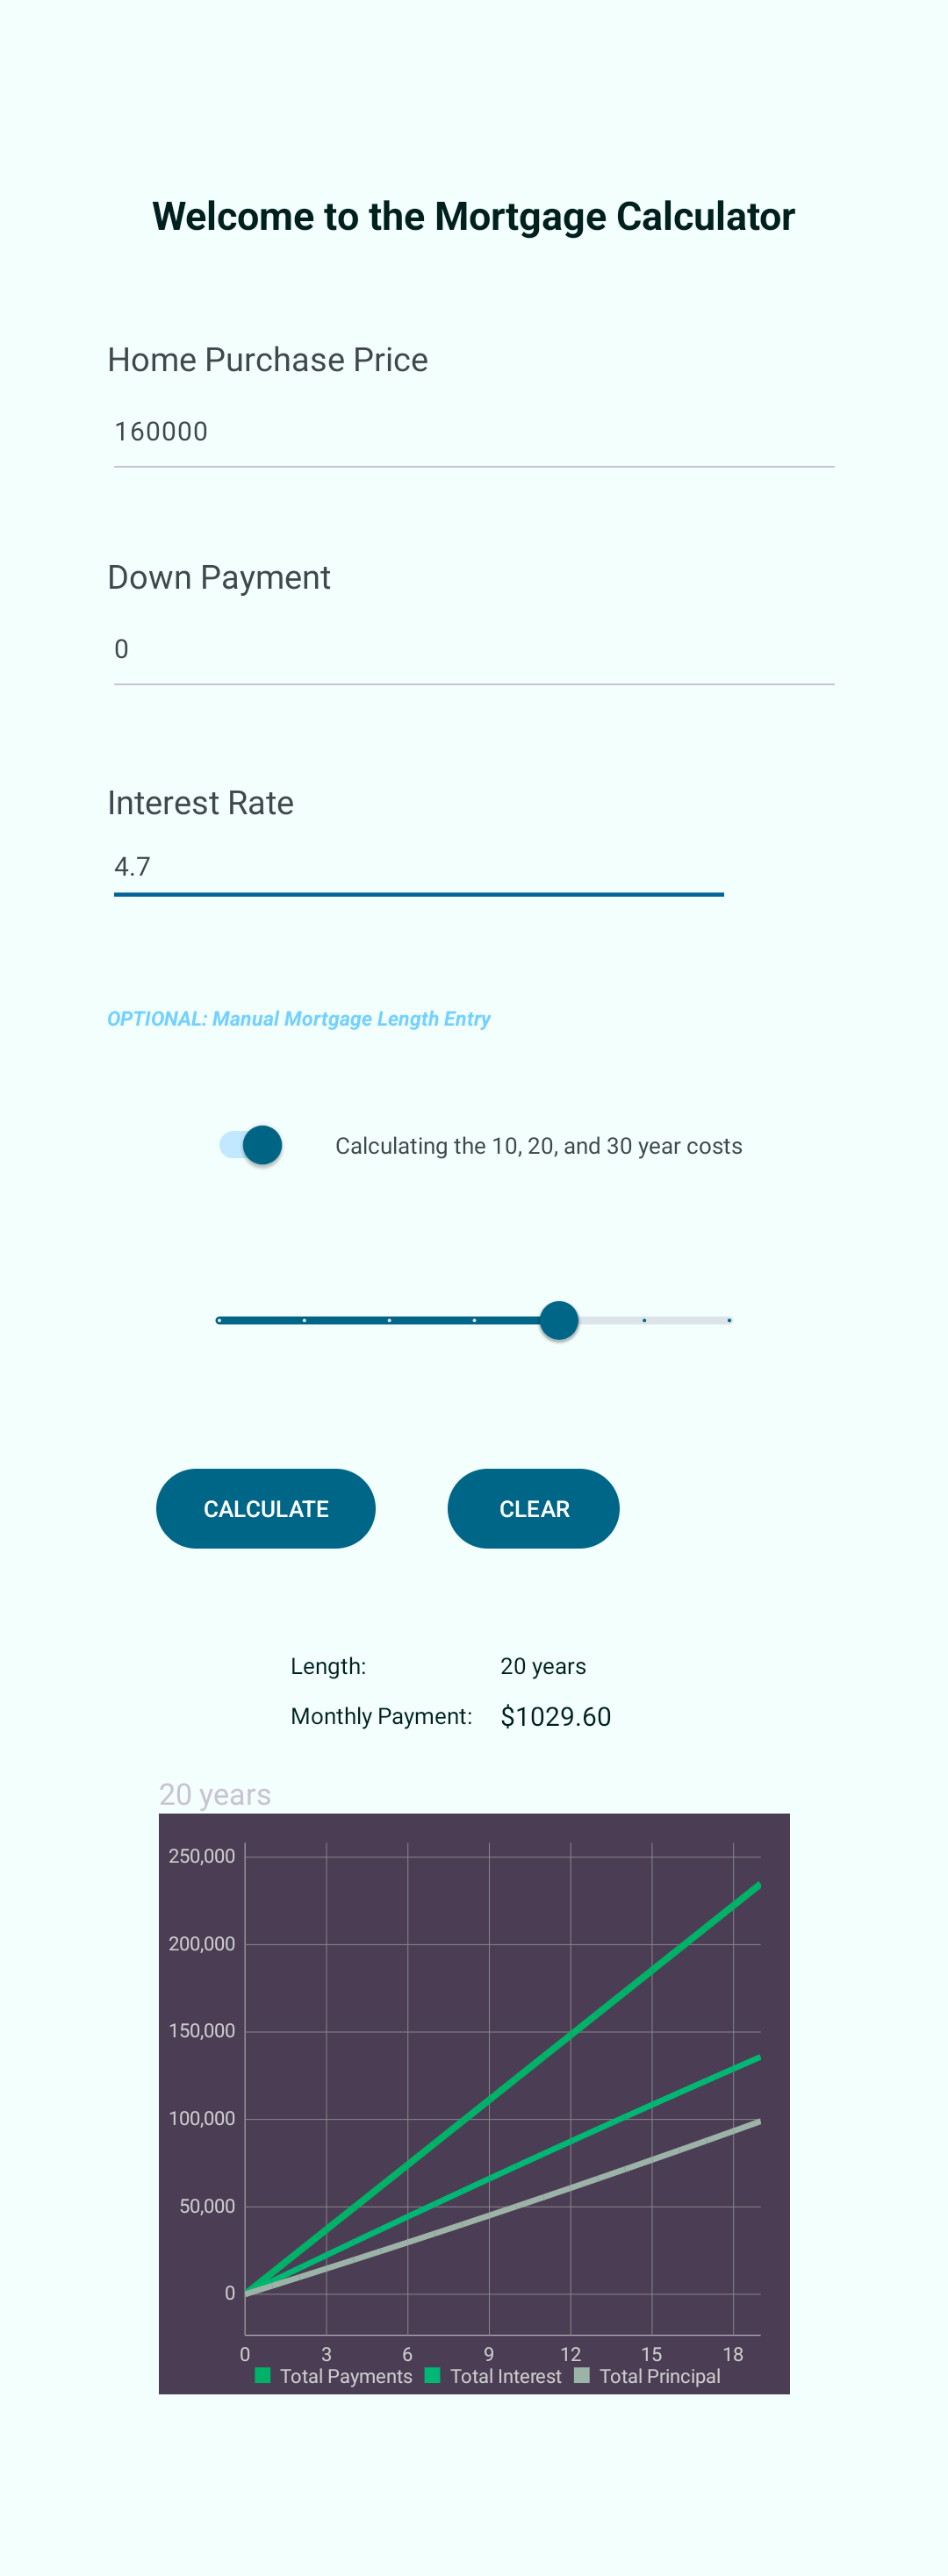 Welcome to the Mortgage Calculator
Home Purchase Price
160000
Down Payment
0
Interest Rate
4.7
OPTIONAL: Manual Mortgage Length Entry
Calculating the 10, 20, and 30 year costs
CALCULATE CLEAR
Length: 20 years
Monthly Payment: $1029.60
20 years
250,000
200,000
150,000
100,000
50,000
0
0 3 6 9 12 15 18
Total Payments Total Interest Total Principal